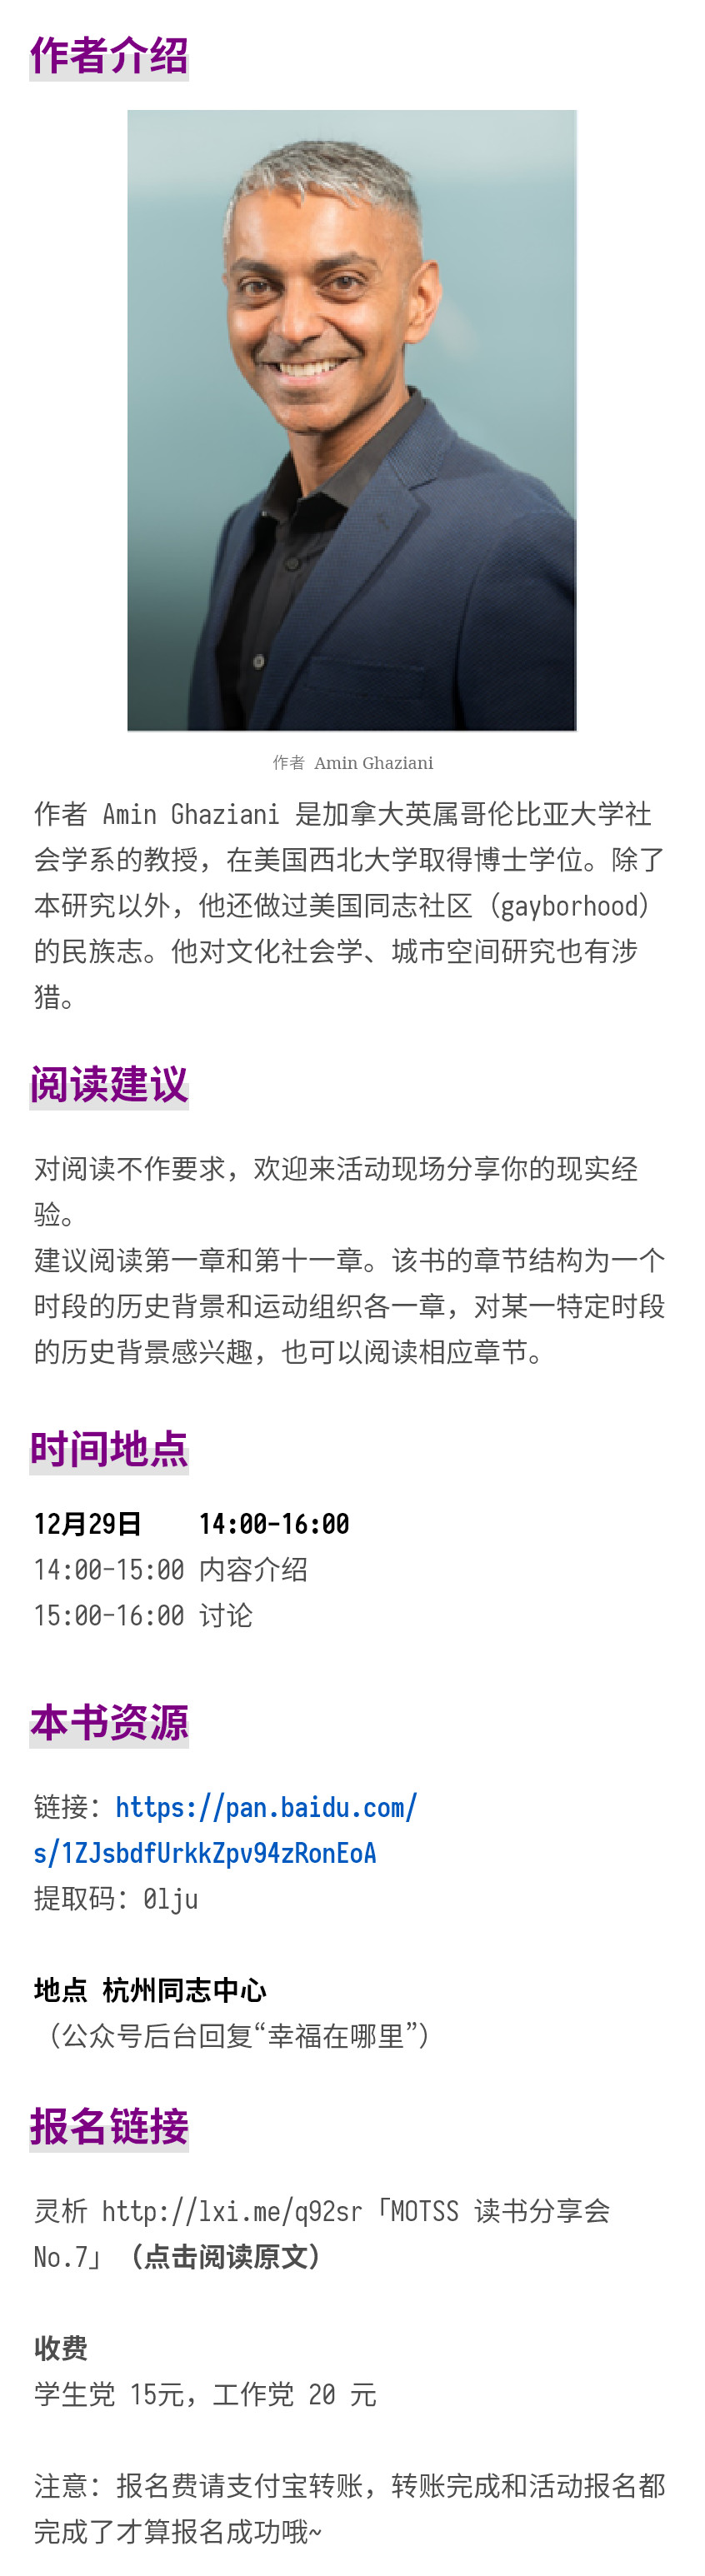 作者介绍
作者 Amin Ghaziani
作者 Amin Ghaziani 是加拿大英属哥伦比亚大学社
会学系的教授，在美国西北大学取得博士学位。除了
本研究以外，他还做过美国同志社区（gayborhood）
的民族志。他对文化社会学、城市空间研究也有涉
猎。
阅读建议
对阅读不作要求，欢迎来活动现场分享你的现实经
验。
建议阅读第一章和第十一章。该书的章节结构为一个
时段的历史背景和运动组织各一章，对某一特定时段
的历史背景感兴趣，也可以阅读相应章节。
时间地点
12月29日 14:00-16:00
14:00-15:00 内容介绍
15:00-16:00 讨论
本书资源
链接：https://pan.baidu.com/
s/1ZJsbdfUrkkZpv94zRonEoA
提取码：0lju
地点 杭州同志中心
（公众号后台回复“幸福在哪里”）
报名链接
灵析 http://lxi.me/q92sr「MOTSS 读书分享会
No.7」（点击阅读原文）
收费
学生党 15元，工作党 20 元
注意：报名费请支付宝转账，转账完成和活动报名都
完成了才算报名成功哦~